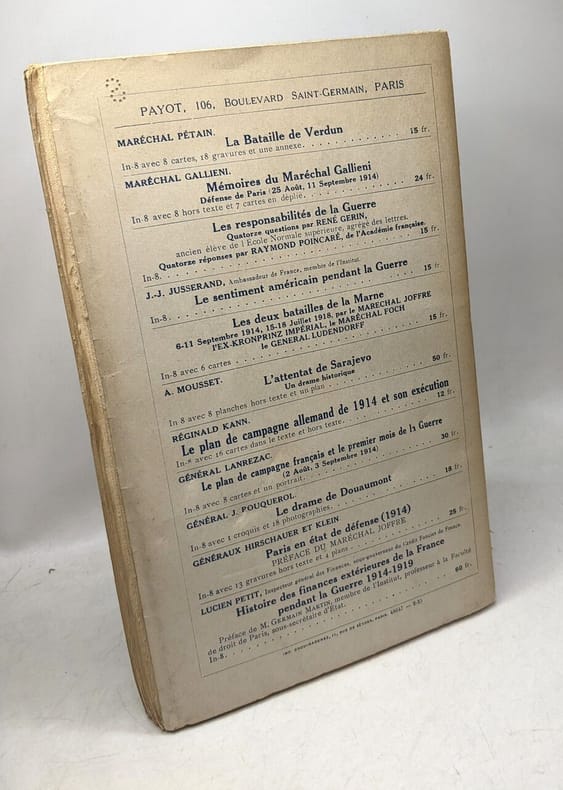 PAYOT, 106, BOULEVARD SAINT-GERMAIN, PARIS
MARÉCHAL PÉTAIN.
La Bataille de Verdun
In-8 avec 8 cartes, 18 gravures et une annexe. 15 fr.
MARÉCHAL GALLIENI.
Mémoires du Maréchal Gallieni
Défense de Paris (25 Août, 11 Septembre 1914)
In-8 avec 8 hors texte et 7 cartes en déplié. 24 fr.
Les responsabilités de la Guerre
Quatorze questions par RENÉ GERIN,
ancien élève de l'École Normale supérieure, agrégé des lettres.
Quatorze réponses par RAYMOND POINCARÉ, de l'Académie française.
In-8. 15 fr.
J.-J. JUSSERAND, Ambassadeur de France, membre de l'Institut.
Le sentiment américain pendant la Guerre
In-8. 15 fr
Les deux batailles de la Marne
6-11 Septembre 1914, 15-18 Juillet 1918, par le MARECHAL JOFFRE
l'EX-KRONPRINZ IMPÉRIAL, le MARÉCHAL FOCH
le GENERAL LUDENDORFF
In-8 avec 6 cartes 15 fr.
A. MOUSSET.
L'attentat de Sarajevo
Un drame historique
In 8 avec 8 planches hors texte et un plan 50 fr.
RÉGINALD KANN.
Le plan de campagne allemand de 1914 et son exécution
In-8 avec 16 cartes dans le texte et hors texte. 12 fr.
GÉNÉRAL LANREZAC.
Le plan de campagne français et le premier mois de la Guerre
(2 Août, 3 Septembre 1914)
In-8 avec 8 cartes et un portrait. 30 fr.
GÉNÉRAL J. ROUQUEROL.
Le drame de Douaumont
In-8 avec 1 croquis et 18 photographies. 18 fr.
GÉNÉRAUX HIRSCHAUER ET KLEIN
Paris en état de défense (1914)
PRÉFACE DU MARÉCHAL JOFFRE
In-8 avec 13 gravures hors texte et 4 plans 25 fr.
LUCIEN PETIT, Inspecteur général des Finances, sous-gouverneur du Crédit Foncier de France.
Histoire des finances extérieures de la France
pendant la Guerre 1914-1919
Préface de M. GERMAIN MARTIN, membre de l'Institut, professeur à la Faculté
de droit de Paris, sous-secrétaire d'État.
In-8. 60 fr.